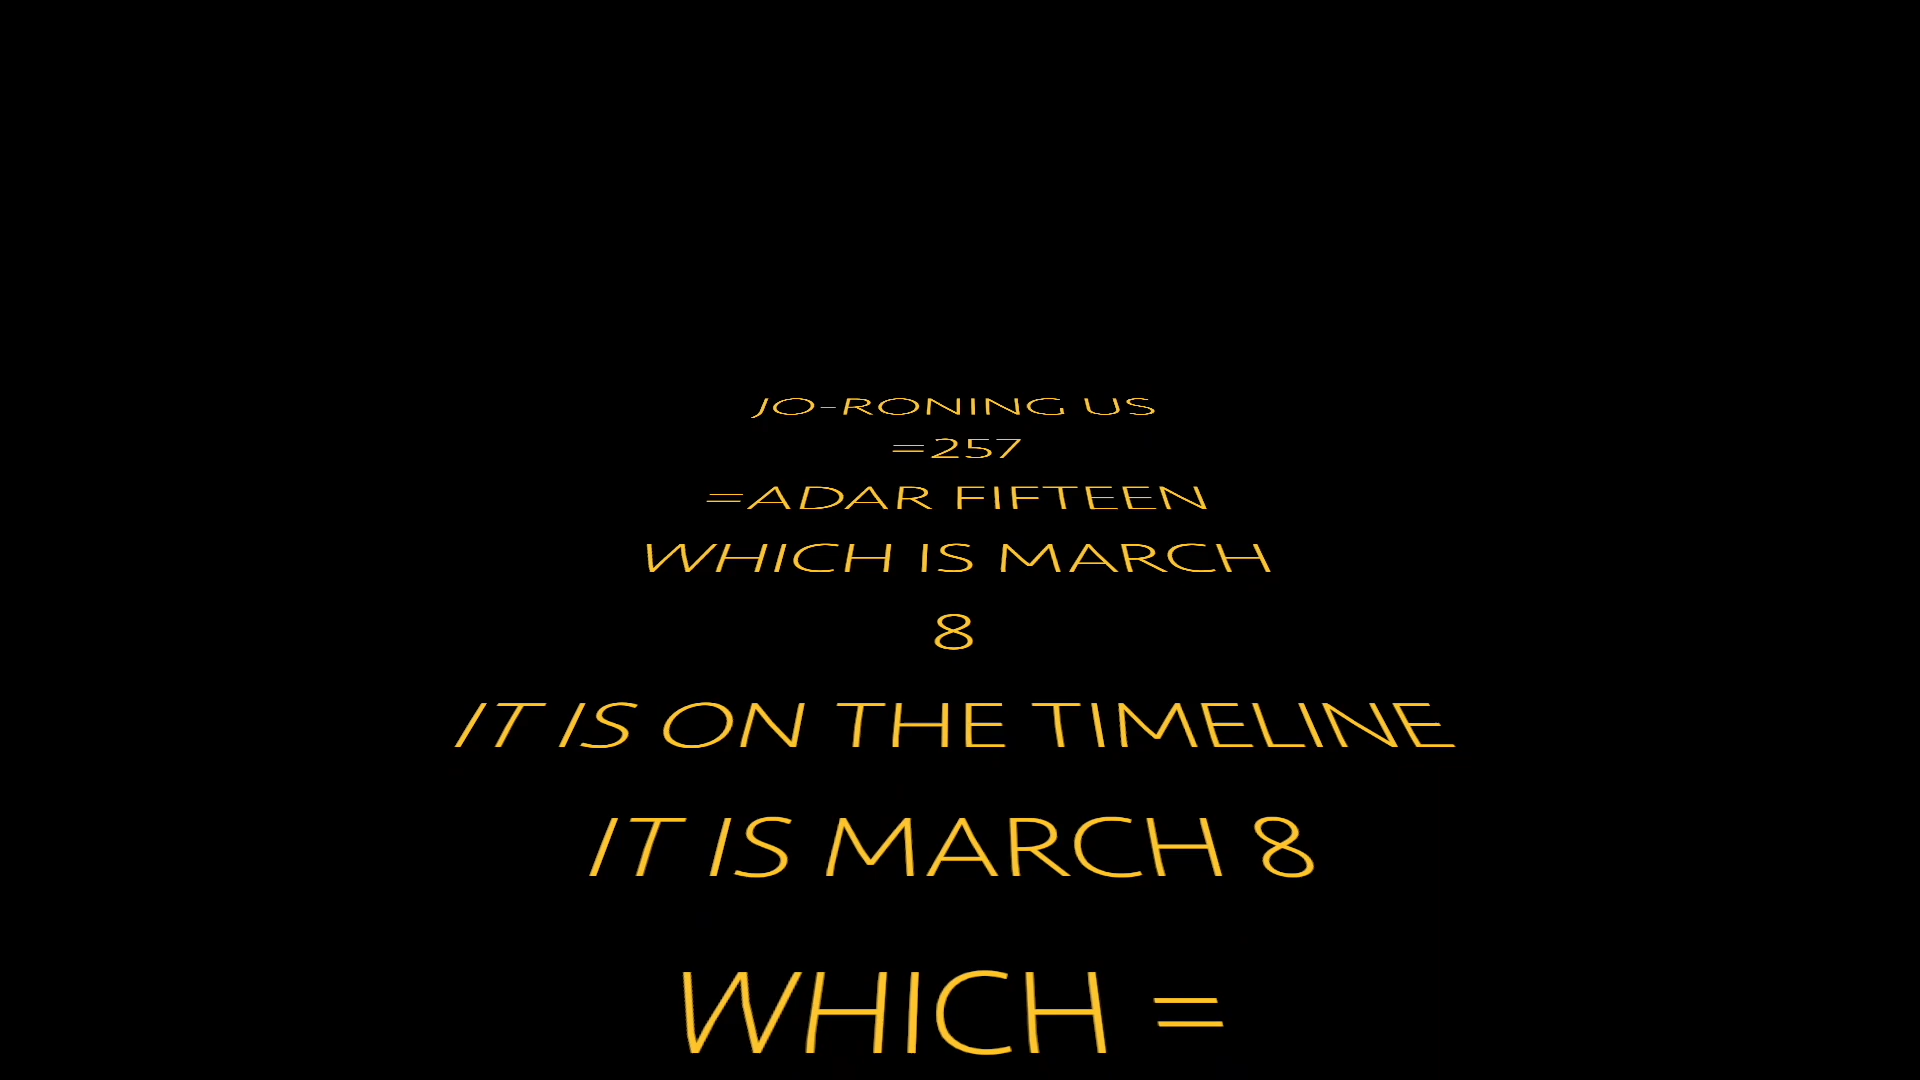 JO-RONING US
=257
=ADAR FIFTEEN
WHICH IS MARCH
8
IT IS ON THE TIMELINE
IT IS MARCH 8
WHICH =